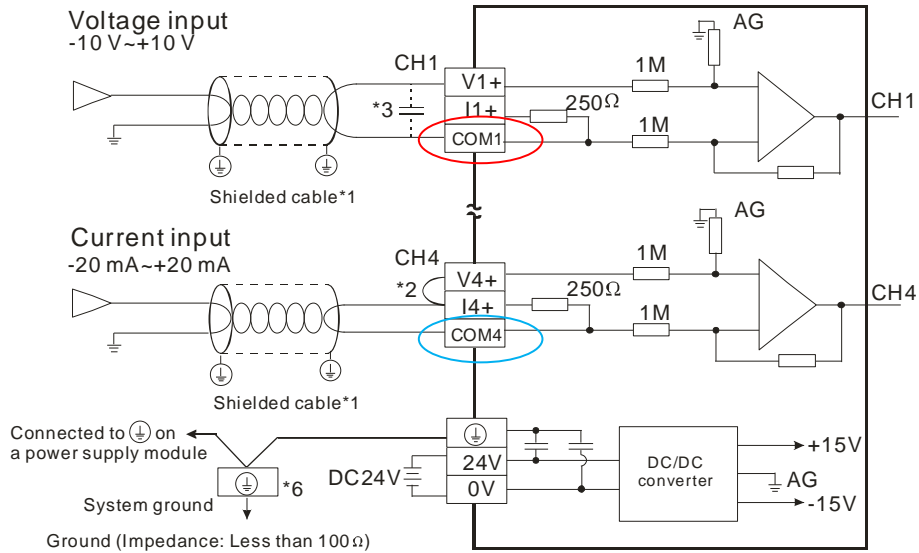 Voltage input
-10 V~+10 V
CH1
*3
V1+
I1+
COM1
250Ω
1M
1M
AG
CH1
Shielded cable*1
Current input
-20 mA~+20 mA
CH4
*2
V4+
I4+
COM4
250Ω
1M
1M
AG
CH4
Shielded cable*1
Connected to ⏚ on
a power supply module
*6
System ground
Ground (Impedance: Less than 100Ω)
DC24V
24V
0V
DC/DC
converter
+15V
AG
-15V